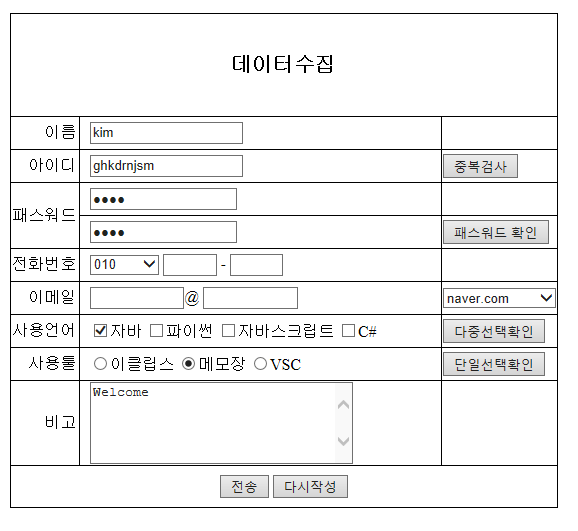 데이터수집
이름 kim
아이디 ghkdrnjsm 중복검사
패스워드 ●●●●
●●●● 패스워드 확인
전화번호 010 -
이메일 @ naver.com
사용언어 자바 파이썬 자바스크립트 C# 다중선택확인
사용툴 이클립스 메모장 VSC 단일선택확인
비고 Welcome
전송 다시작성